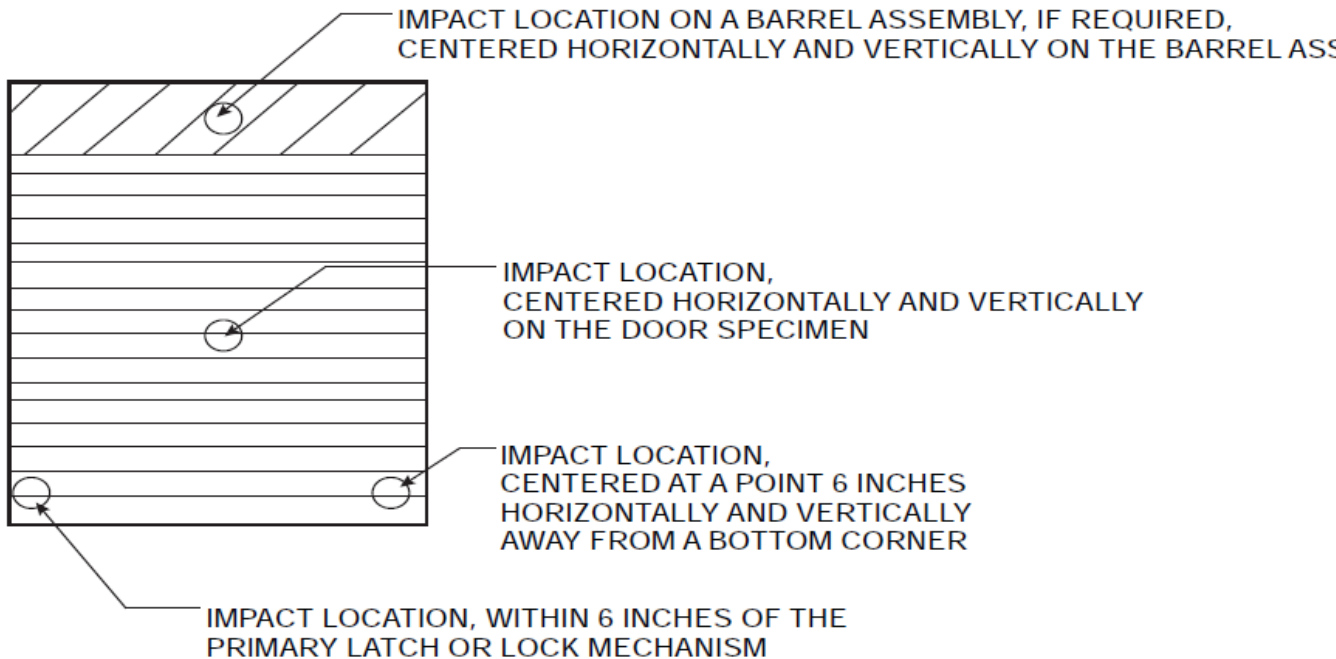 IMPACT LOCATION ON A BARREL ASSEMBLY, IF REQUIRED,
CENTERED HORIZONTALLY AND VERTICALLY ON THE BARREL
IMPACT LOCATION,
CENTERED HORIZONTALLY AND VERTICALLY
ON THE DOOR SPECIMEN
IMPACT LOCATION,
CENTERED AT A POINT 6 INCHES
HORIZONTALLY AND VERTICALLY
AWAY FROM A BOTTOM CORNER
IMPACT LOCATION, WITHIN 6 INCHES OF THE
PRIMARY LATCH OR LOCK MECHANISM